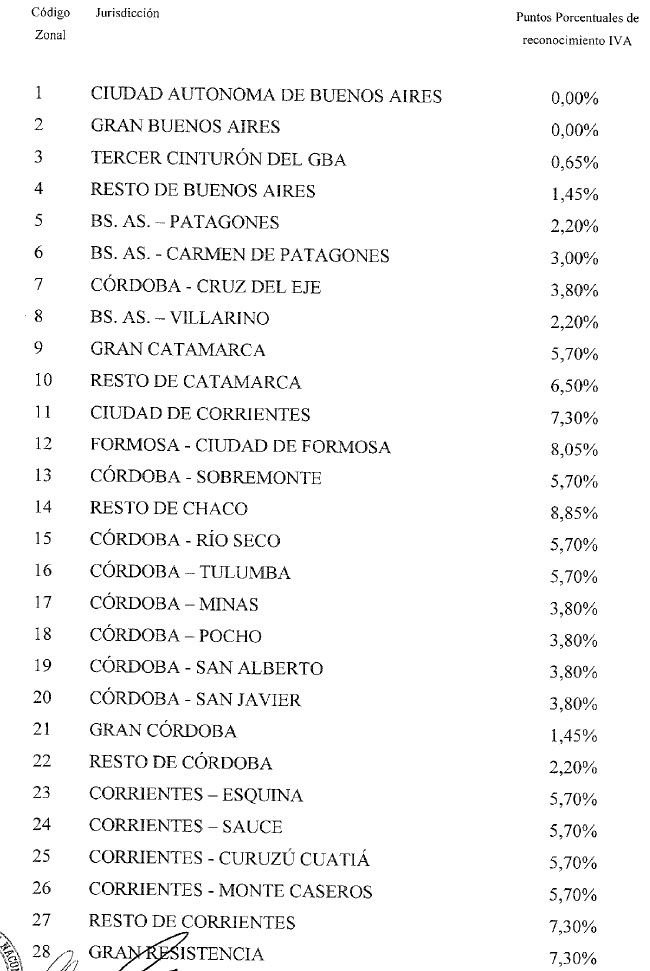 Código Jurisdicción Puntos Porcentuales de
Zonal reconocimiento IVA
1 CIUDAD AUTONOMA DE BUENOS AIRES 0,00%
2 GRAN BUENOS AIRES 0,00%
3 TERCER CINTURÓN DEL GBA 0,65%
4 RESTO DE BUENOS AIRES 1,45%
5 BS. AS. – PATAGONES 2,20%
6 BS. AS. - CARMEN DE PATAGONES 3,00%
7 CÓRDOBA - CRUZ DEL EJE 3,80%
8 BS. AS. – VILLARINO 2,20%
9 GRAN CATAMARCA 5,70%
10 RESTO DE CATAMARCA 6,50%
11 CIUDAD DE CORRIENTES 7,30%
12 FORMOSA - CIUDAD DE FORMOSA 8,05%
13 CÓRDOBA - SOBREMONTE 5,70%
14 RESTO DE CHACO 8,85%
15 CÓRDOBA - RÍO SECO 5,70%
16 CÓRDOBA – TULUMBA 5,70%
17 CÓRDOBA – MINAS 3,80%
18 CÓRDOBA – POCHO 3,80%
19 CÓRDOBA - SAN ALBERTO 3,80%
20 CÓRDOBA - SAN JAVIER 3,80%
21 GRAN CÓRDOBA 1,45%
22 RESTO DE CÓRDOBA 2,20%
23 CORRIENTES – ESQUINA 5,70%
24 CORRIENTES – SAUCE 5,70%
25 CORRIENTES - CURUZÚ CUATIÁ 5,70%
26 CORRIENTES - MONTE CASEROS 5,70%
27 RESTO DE CORRIENTES 7,30%
28 GRAN RESISTENCIA 7,30%